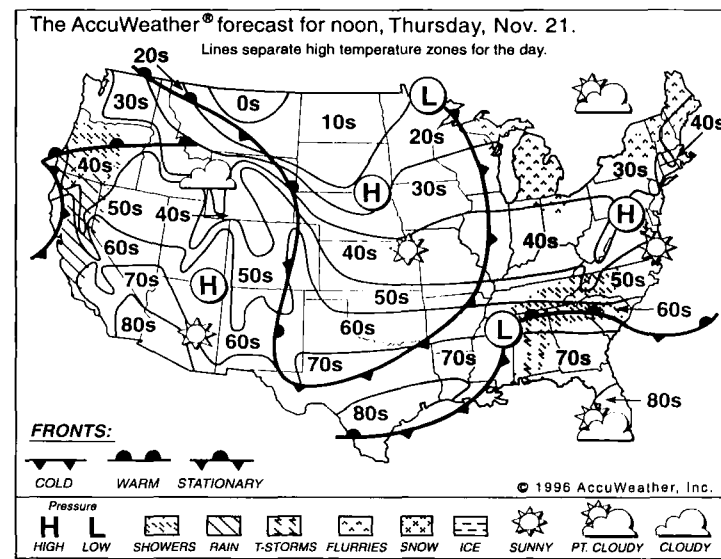 The AccuWeather® forecast for noon, Thursday, Nov. 21.
Lines separate high temperature zones for the day.
20s
30s
0s
10s
L
20s
40s
40s
30s
H
30s
50s
40s
H
60s
40s
40s
70s
H
50s
50s
50s
80s
60s
60s
L
60s
70s
70s
70s
80s
80s
FRONTS:
COLD WARM STATIONARY
© 1996 AccuWeather, Inc.
Pressure
H L
HIGH LOW SHOWERS RAIN T-STORMS FLURRIES SNOW ICE SUNNY PT. CLOUDY CLOUDY